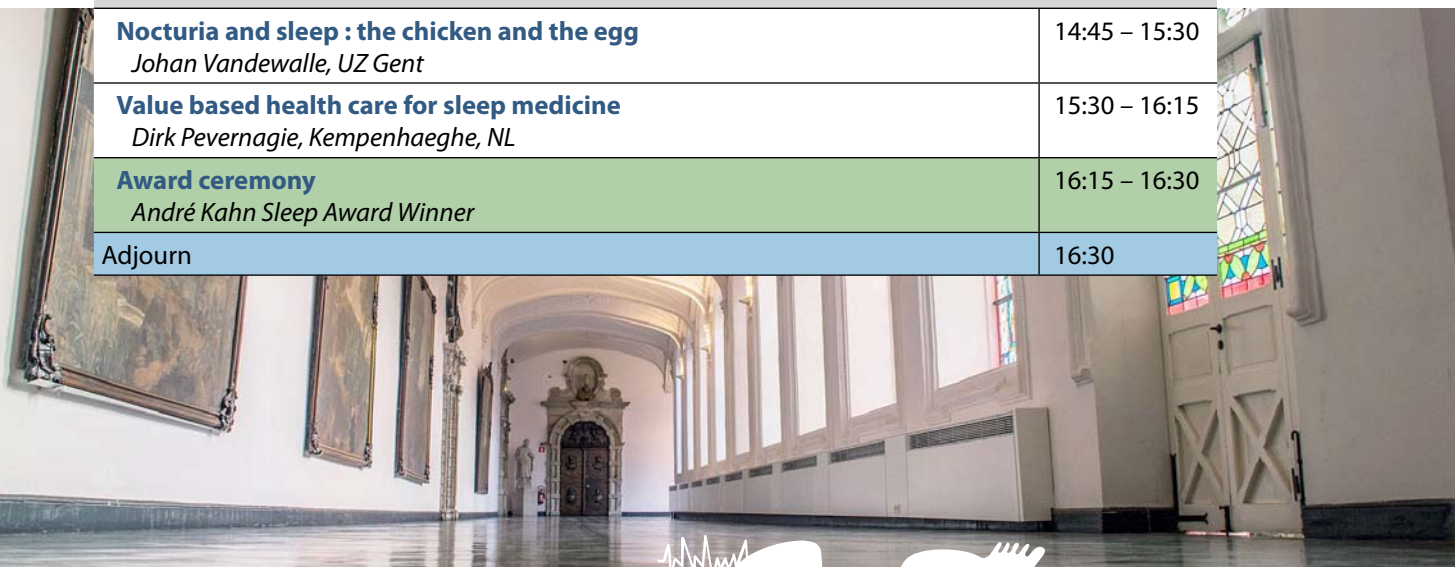 Nocturia and sleep : the chicken and the egg 14:45 – 15:30
Johan Vandewalle, UZ Gent
Value based health care for sleep medicine 15:30 – 16:15
Dirk Pevernagie, Kempenhaeghe, NL
Award ceremony 16:15 – 16:30
André Kahn Sleep Award Winner
Adjourn 16:30